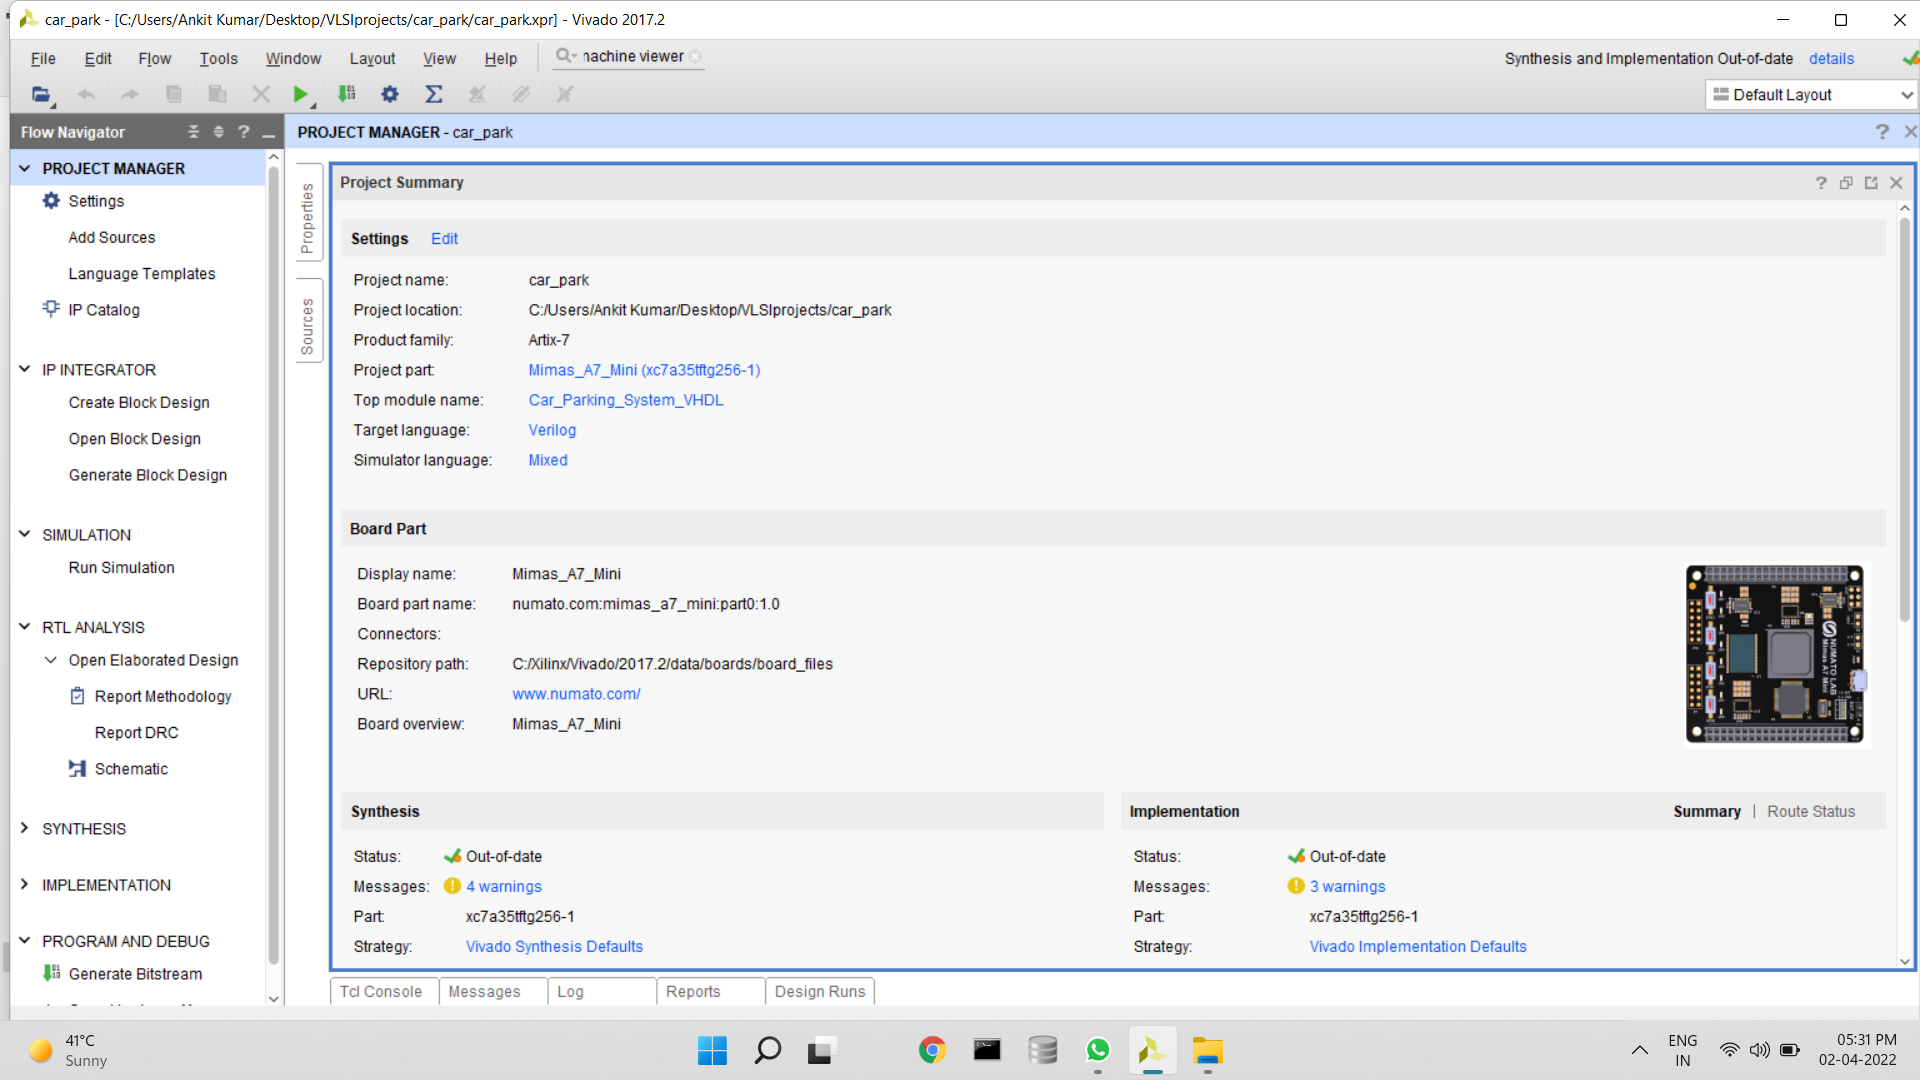 car_park - [C:/Users/Ankit Kumar/Desktop/VLSIprojects/car_park/car_park.xpr] - Vivado 2017.2
File Edit Flow Tools Window Layout View Help machine viewer
Synthesis and Implementation Out-of-date details
Default Layout
Flow Navigator
PROJECT MANAGER - car_park
PROJECT MANAGER
Settings
Add Sources
Language Templates
IP Catalog
IP INTEGRATOR
Create Block Design
Open Block Design
Generate Block Design
SIMULATION
Run Simulation
RTL ANALYSIS
Open Elaborated Design
Report Methodology
Report DRC
Schematic
SYNTHESIS
IMPLEMENTATION
PROGRAM AND DEBUG
Generate Bitstream
Properties
Sources
Project Summary
Settings Edit
Project name: car_park
Project location: C:/Users/Ankit Kumar/Desktop/VLSIprojects/car_park
Product family: Artix-7
Project part: Mimas_A7_Mini (xc7a35tftg256-1)
Top module name: Car_Parking_System_VHDL
Target language: Verilog
Simulator language: Mixed
Board Part
Display name: Mimas_A7_Mini
Board part name: numato.com:mimas_a7_mini:part0:1.0
Connectors:
Repository path: C:/Xilinx/Vivado/2017.2/data/boards/board_files
URL: www.numato.com/
Board overview: Mimas_A7_Mini
NUMATO LAB
Mimas A7 Mini
Synthesis
Status: Out-of-date
Messages: 4 warnings
Part: xc7a35tftg256-1
Strategy: Vivado Synthesis Defaults
Implementation Summary | Route Status
Status: Out-of-date
Messages: 3 warnings
Part: xc7a35tftg256-1
Strategy: Vivado Implementation Defaults
Tcl Console Messages Log Reports Design Runs
41°C
Sunny
ENG
IN
05:31 PM
02-04-2022